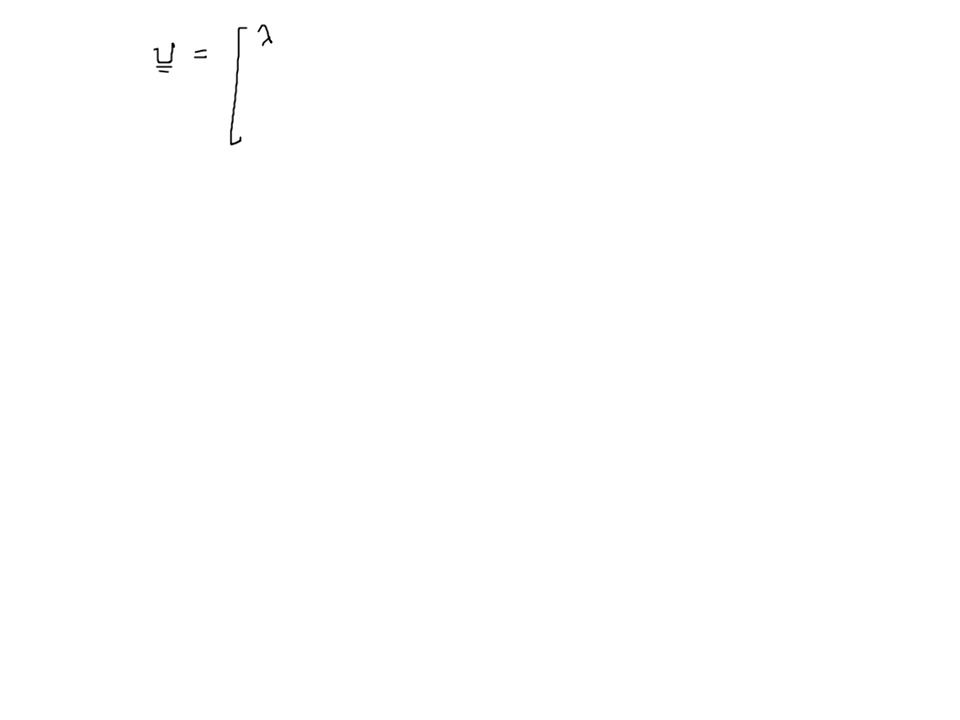 U = [ λ